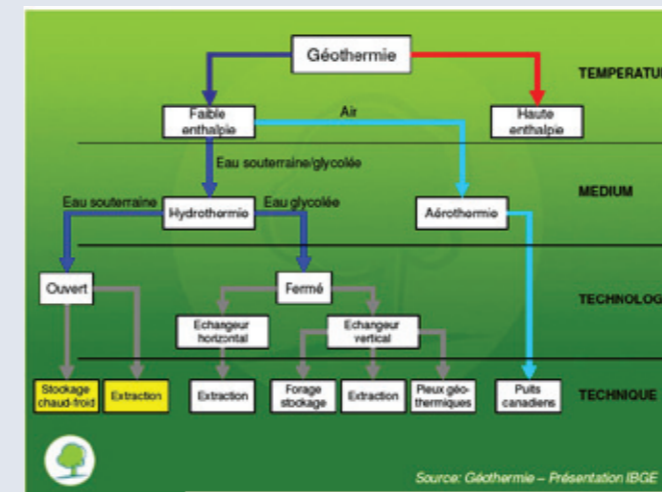 Géothermie
TEMPERATU
Faible
enthalpie
Air
Haute
enthalpie
Eau souterraine/glycolée
MEDIUM
Eau souterraine
Hydrothermie
Eau glycolée
Aérothermie
Ouvert
Fermé
TECHNOLOG
Echangeur
horizontal
Echangeur
vertical
Stockage
chaud-froid
Extraction
Extraction
Forage
stockage
Extraction
Pieux géo-
thermiques
Puits
canadiens
TECHNIQUE
Source: Géothermie – Présentation IBGE